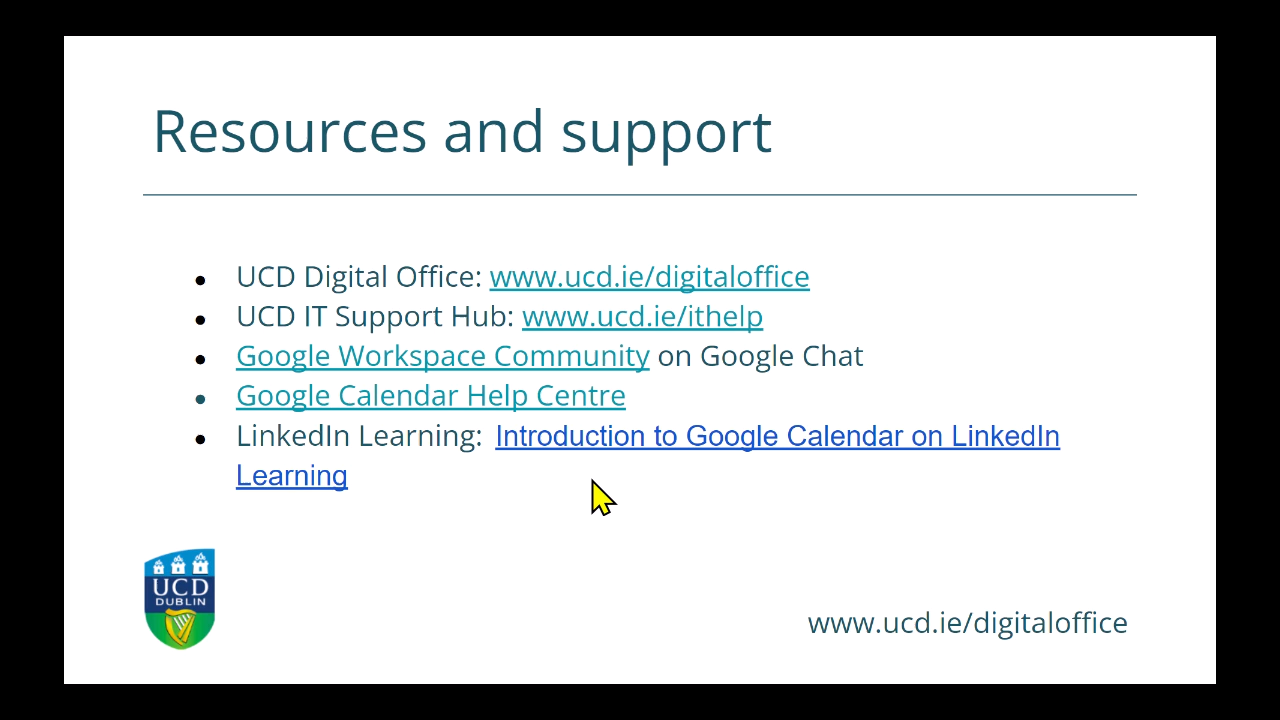 Resources and support
● UCD Digital Office: www.ucd.ie/digitaloffice
● UCD IT Support Hub: www.ucd.ie/ithelp
● Google Workspace Community on Google Chat
● Google Calendar Help Centre
● LinkedIn Learning: Introduction to Google Calendar on LinkedIn
Learning
UCD
DUBLIN
www.ucd.ie/digitaloffice